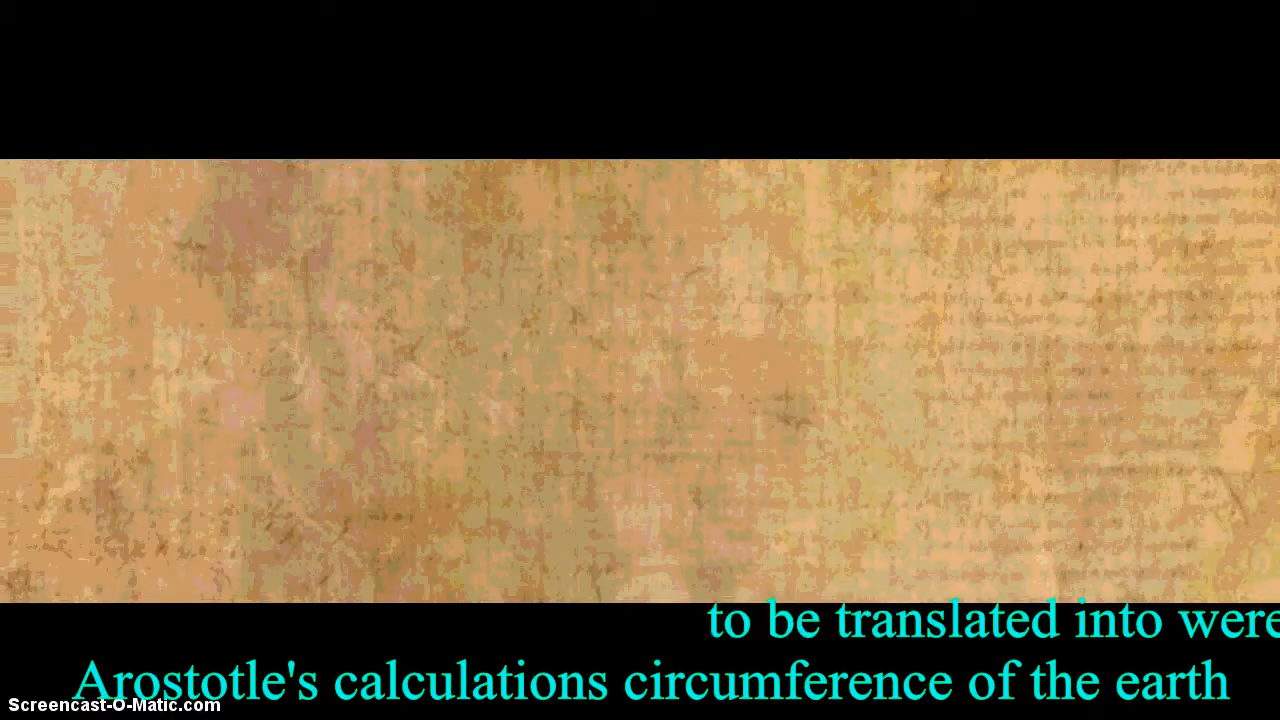 to be translated into were
Arostotle's calculations circumference of the earth
Screencast-O-Matic.com